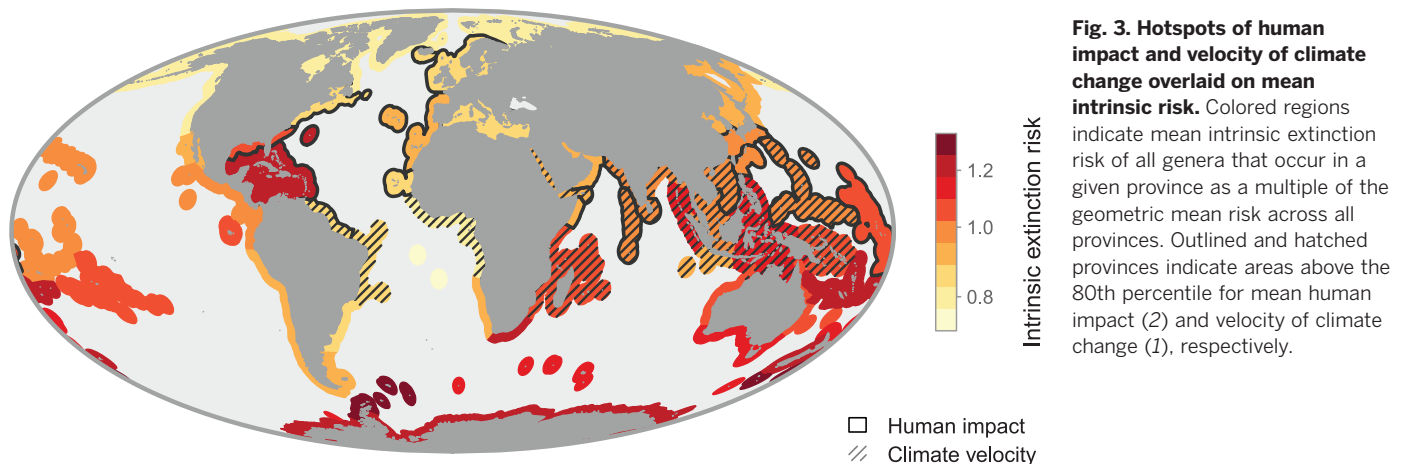 Fig. 3. Hotspots of human
impact and velocity of climate
change overlaid on mean
intrinsic risk. Colored regions
indicate mean intrinsic extinction
risk of all genera that occur in a
given province as a multiple of the
geometric mean risk across all
provinces. Outlined and hatched
provinces indicate areas above the
80th percentile for mean human
impact (2) and velocity of climate
change (1), respectively.
1.2
1.0
0.8
Intrinsic extinction risk
Human impact
Climate velocity